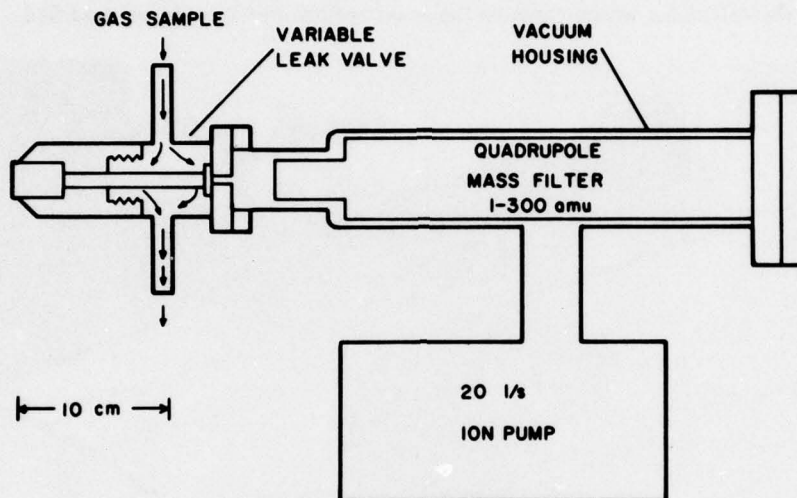 GAS SAMPLE
VARIABLE
LEAK VALVE
VACUUM
HOUSING
QUADRUPOLE
MASS FILTER
1-300 amu
10 cm
20 l/s
ION PUMP